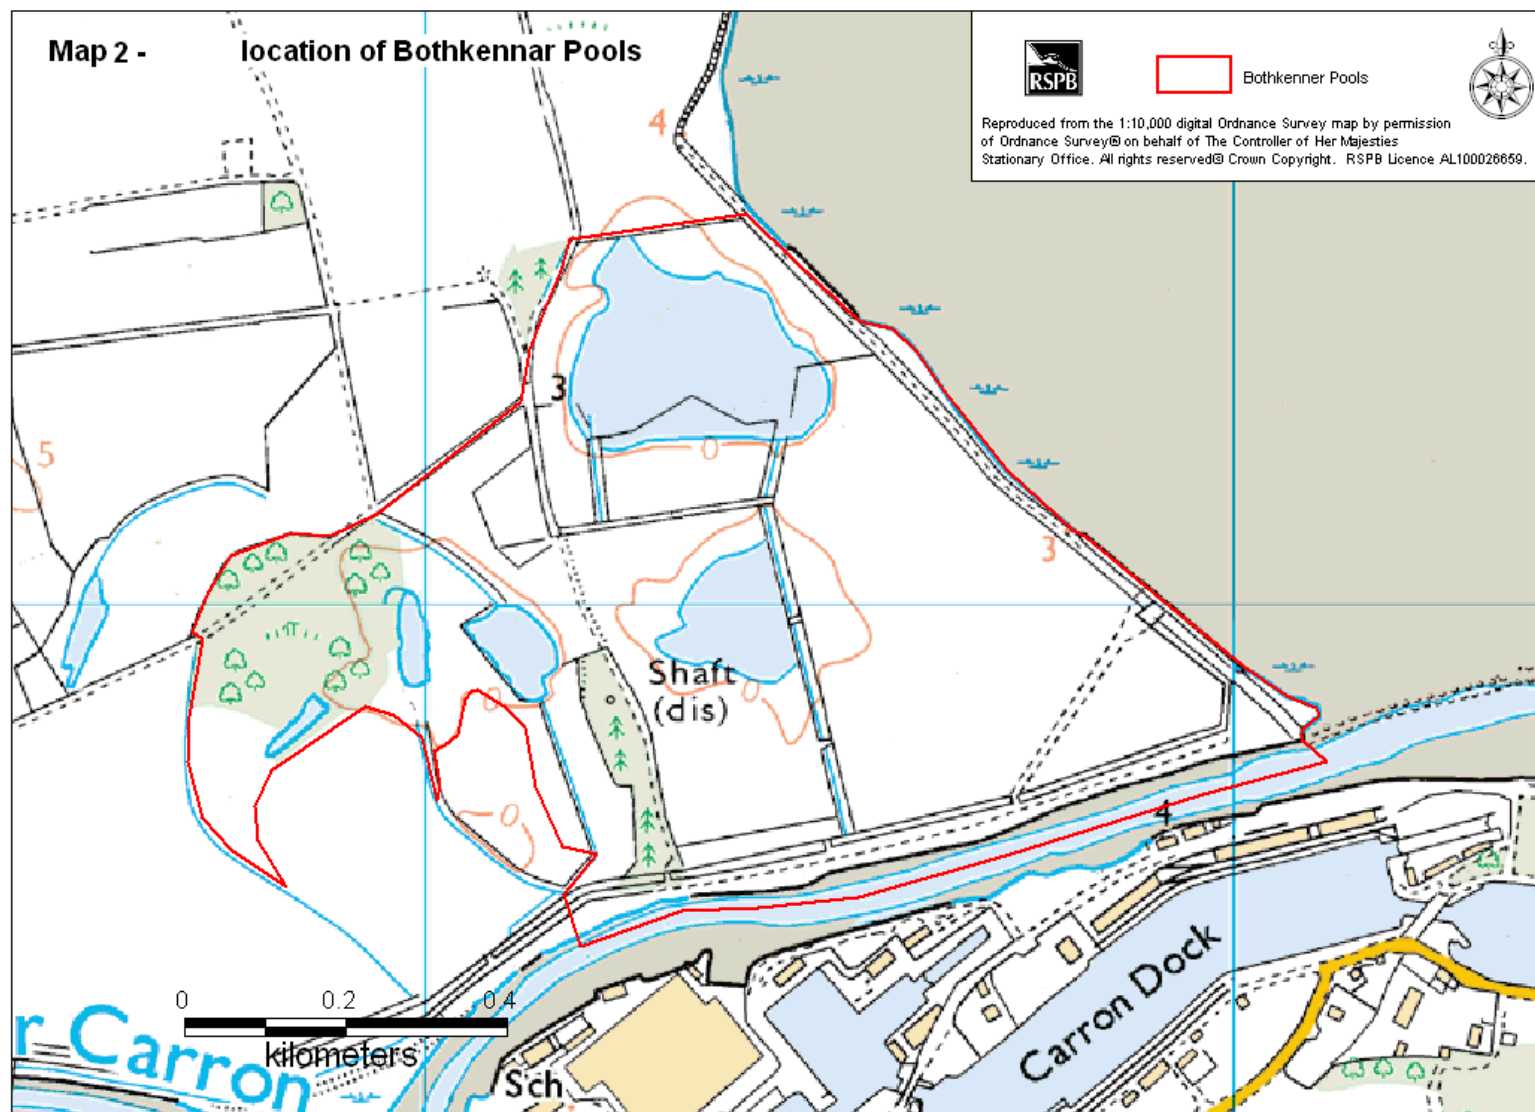 Map 2 - location of Bothkennar Pools
RSPB
Bothkenner Pools
Reproduced from the 1:10,000 digital Ordnance Survey map by permission
of Ordnance Survey® on behalf of The Controller of Her Majesties
Stationary Office. All rights reserved® Crown Copyright. RSPB Licence AL100026659.
4
3
5
0
3
Shaft
(dis)
0
0
0
4
Carron Dock
0 0.2 0.4
kilometers
r Carron
Sch